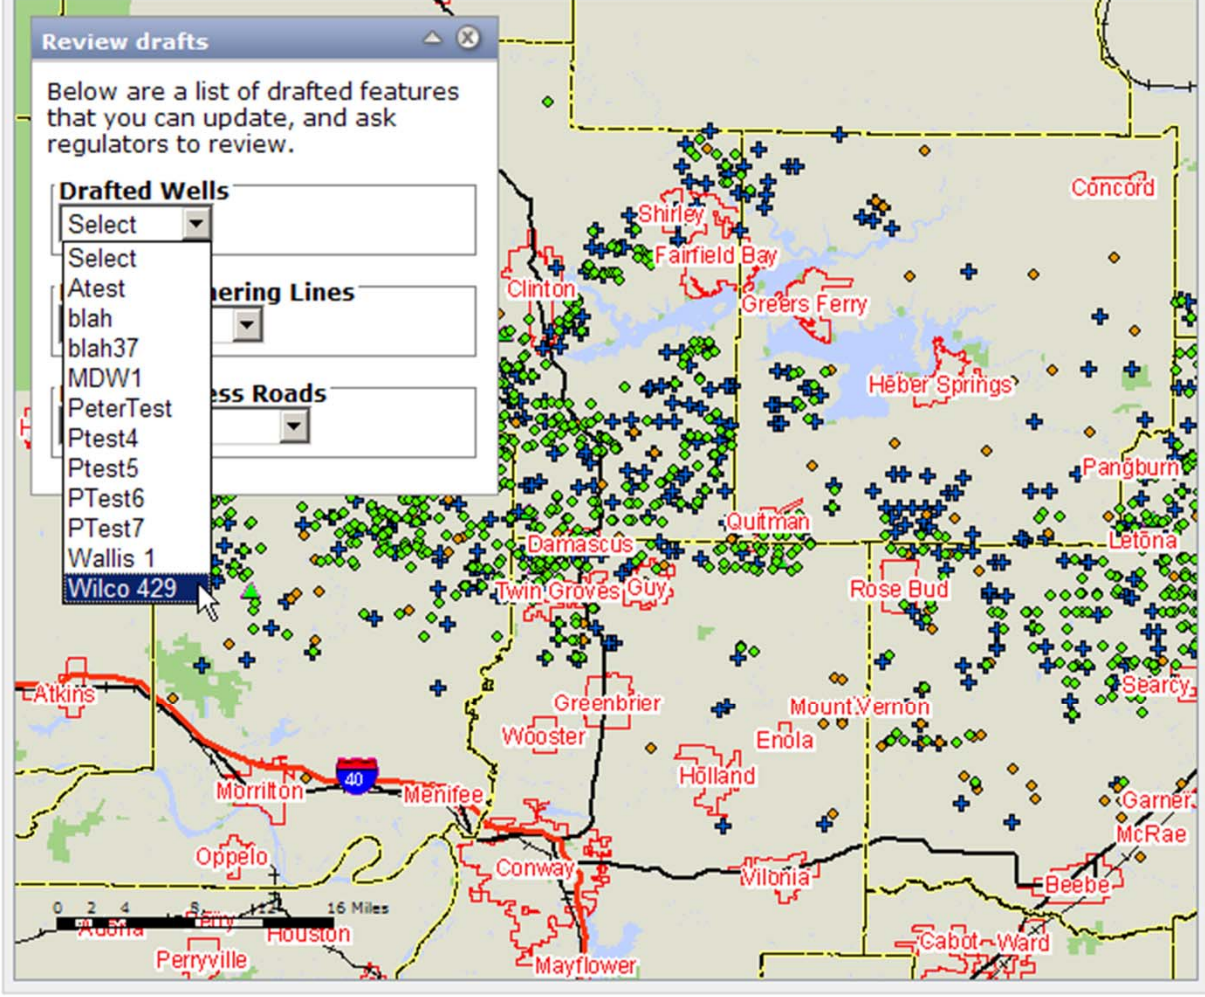 Review drafts
Below are a list of drafted features
that you can update, and ask
regulators to review.
Drafted Wells
Select
Select
Atest
blah
blah37
MDW1
PeterTest
Ptest4
Ptest5
PTest6
PTest7
Wallis 1
Wilco 429
hering Lines
ess Roads
Concord
Shirley
Fairfield Bay
Clinton
Greers Ferry
Heber Springs
Pangburn
Quitman
Damascus
Letona
Twin Groves
Guy
Rose Bud
Atkins
Searcy
Greenbrier
Mount Vernon
Wooster
Enola
Holland
40
Morrilton
Menifee
Garner
McRae
Oppelo
Conway
Vilonia
Beebe
0 2 4 8 12 16 Miles
Adona
Perry
Houston
Cabot
Ward
Perryville
Mayflower